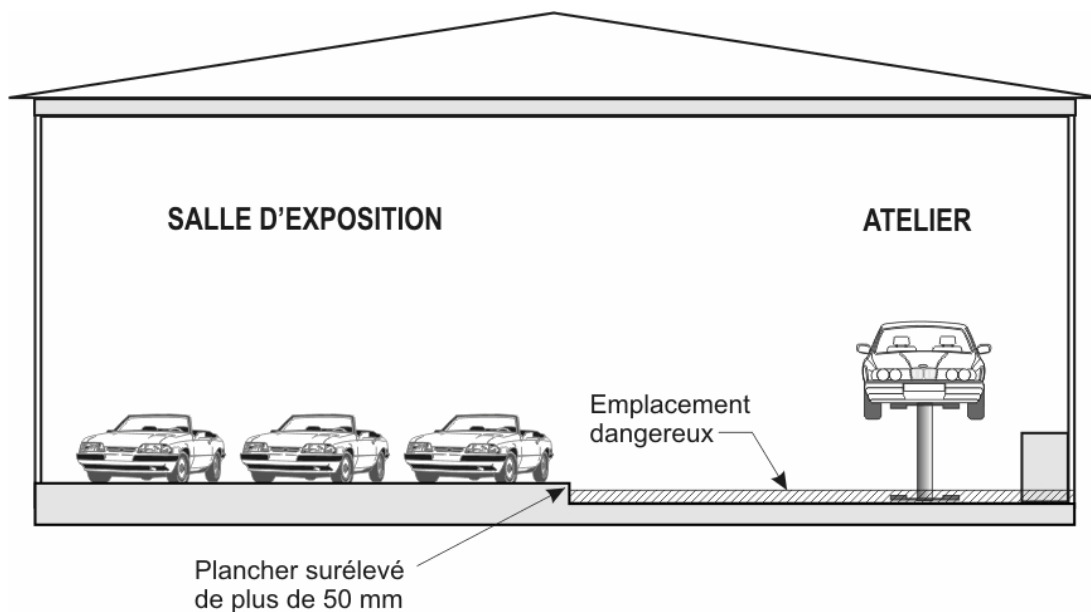 SALLE D'EXPOSITION
ATELIER
Emplacement
dangereux
Plancher surélevé
de plus de 50 mm